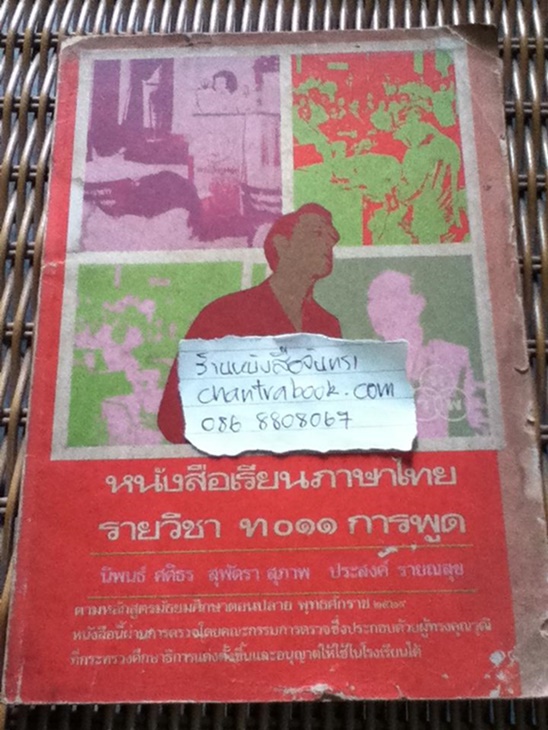 ร้านหนังสือจันทรา
chantrabook.com
086 8808067
หนังสือเรียนภาษาไทย
รายวิชา ท ๐๑๑ การพูด
นิพนธ์ ศศิธร สุพัตรา สุภาพ ประสงค์ รายณสุข
ตามหลักสูตรมัธยมศึกษาตอนปลาย พุทธศักราช ๒๕๑๙
หนังสือนี้ผ่านการตรวจโดยคณะกรรมการตรวจซึ่งประกอบด้วยผู้ทรงคุณวุฒิ
ที่กระทรวงศึกษาธิการแต่งตั้งขึ้นและอนุญาตให้ใช้ในโรงเรียนได้